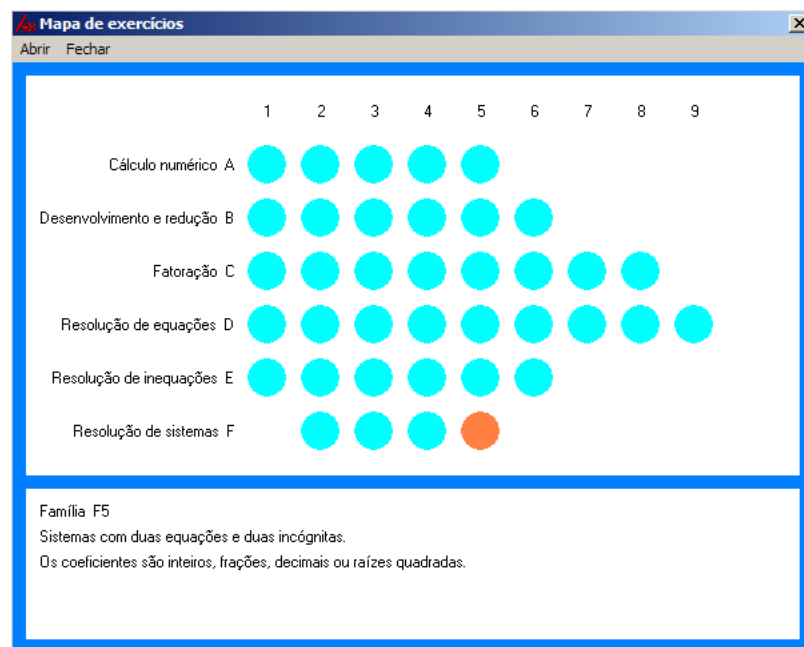 Mapa de exercícios
Abrir Fechar
1 2 3 4 5 6 7 8 9
Cálculo numérico A
Desenvolvimento e redução B
Fatoração C
Resolução de equações D
Resolução de inequações E
Resolução de sistemas F
Família F5
Sistemas com duas equações e duas incógnitas.
Os coeficientes são inteiros, frações, decimais ou raízes quadradas.